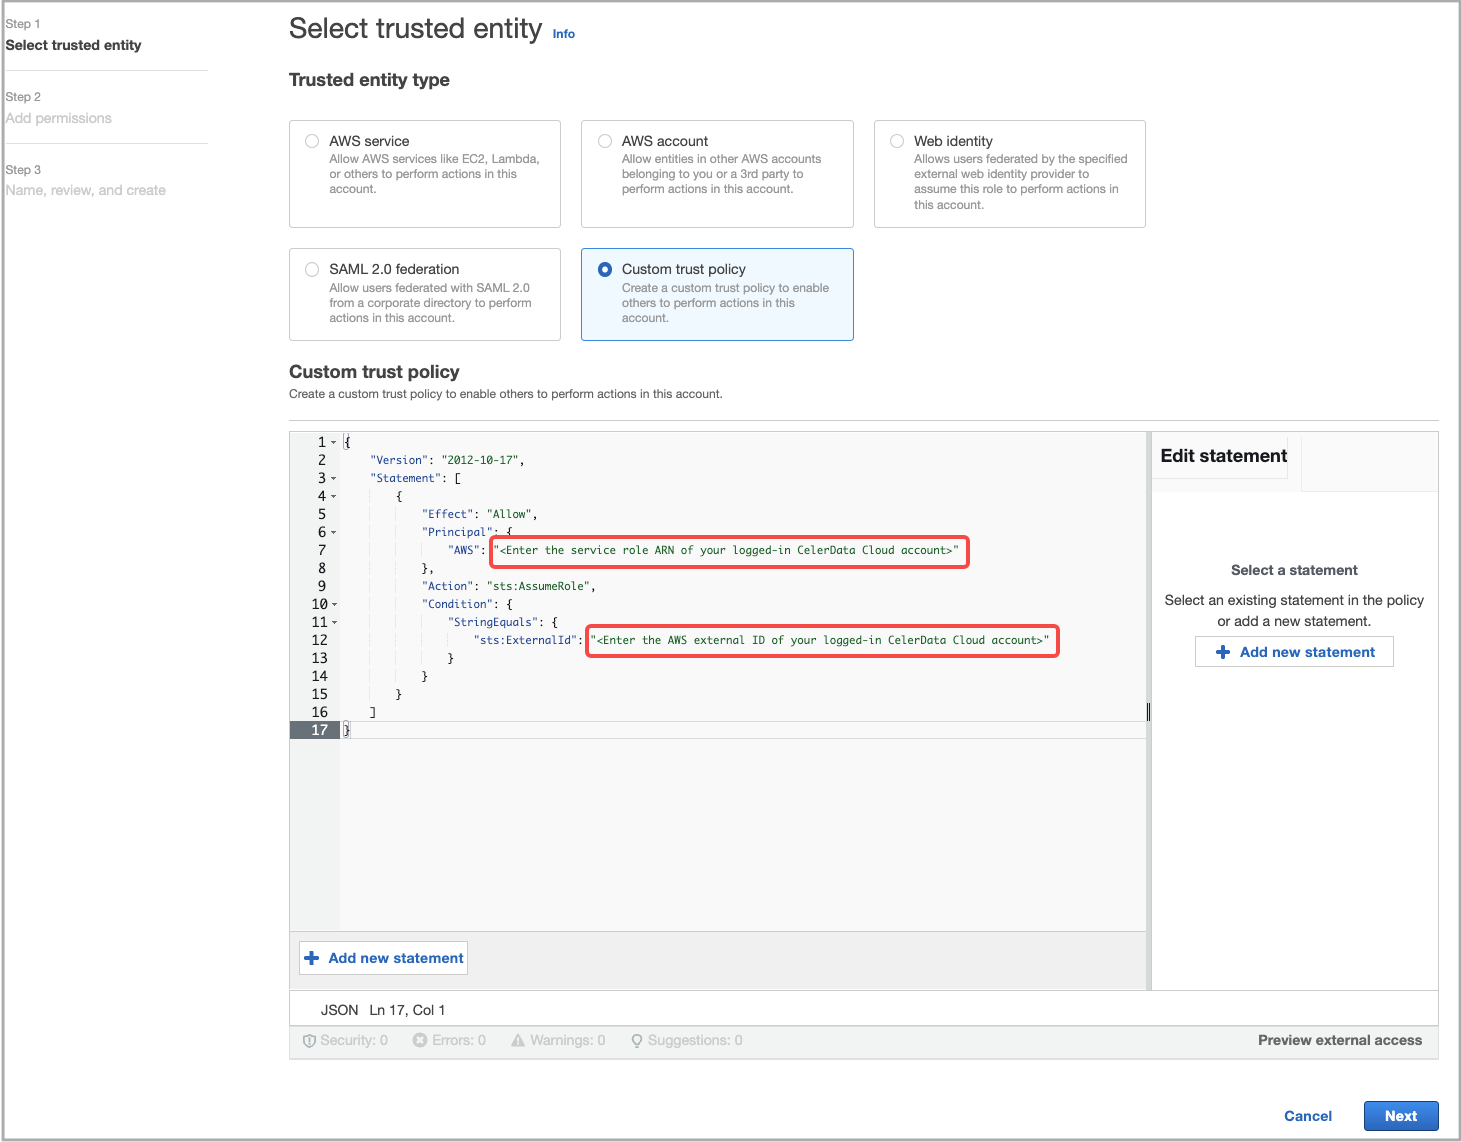 Step 1
Select trusted entity
Step 2
Add permissions
Step 3
Name, review, and create
Select trusted entity Info
Trusted entity type
AWS service
Allow AWS services like EC2, Lambda,
or others to perform actions in this
account.
AWS account
Allow entities in other AWS accounts
belonging to you or a 3rd party to
perform actions in this account.
Web identity
Allows users federated by the specified
external web identity provider to
assume this role to perform actions in
this account.
SAML 2.0 federation
Allow users federated with SAML 2.0
from a corporate directory to perform
actions in this account.
Custom trust policy
Create a custom trust policy to enable
others to perform actions in this
account.
Custom trust policy
Create a custom trust policy to enable others to perform actions in this account.
1 {
2 "Version": "2012-10-17",
3 "Statement": [
4 {
5 "Effect": "Allow",
6 "Principal": {
7 "AWS": "<Enter the service role ARN of your logged-in CelerData Cloud account>"
8 },
9 "Action": "sts:AssumeRole",
10 "Condition": {
11 "StringEquals": {
12 "sts:ExternalId": "<Enter the AWS external ID of your logged-in CelerData Cloud account>"
13 }
14 }
15 }
16 ]
17 }
Edit statement
Select a statement
Select an existing statement in the policy
or add a new statement.
Add new statement
Add new statement
JSON Ln 17, Col 1
Security: 0 Errors: 0 Warnings: 0 Suggestions: 0 Preview external access
Cancel Next